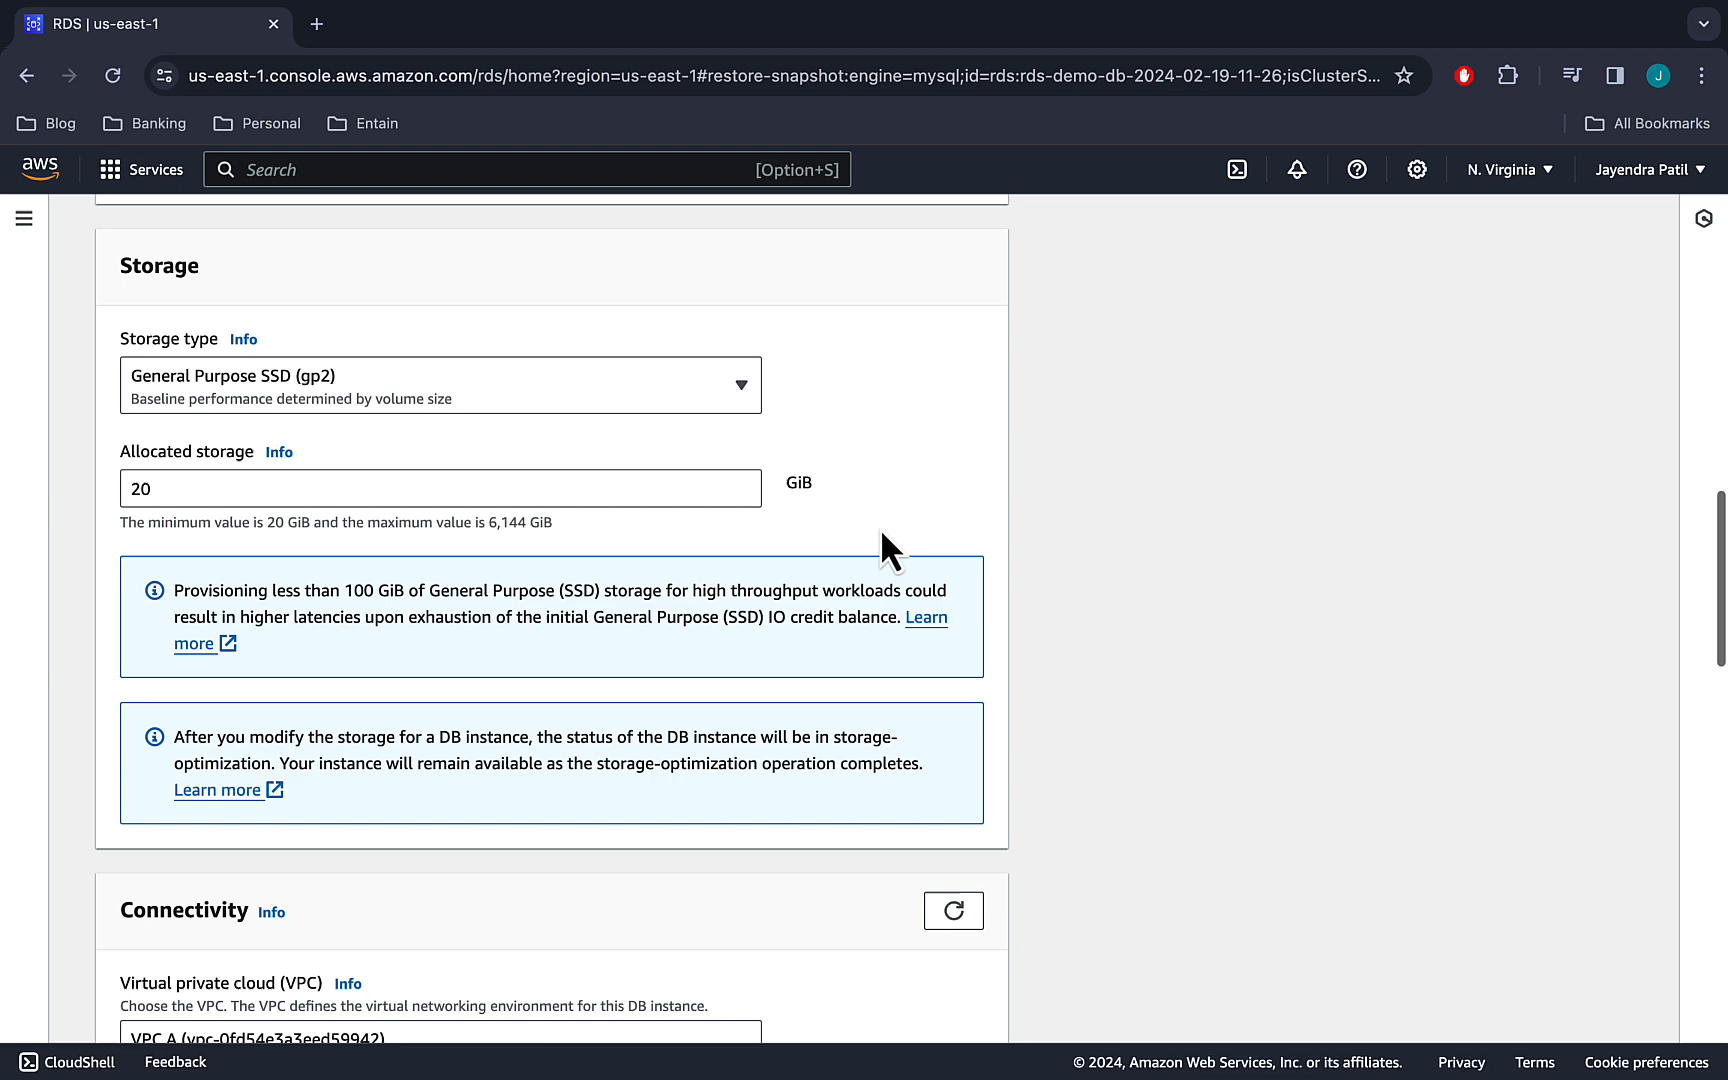 RDS | us-east-1
us-east-1.console.aws.amazon.com/rds/home?region=us-east-1#restore-snapshot:engine=mysql;id=rds:rds-demo-db-2024-02-19-11-26;isClusterS...
J
Blog Banking Personal Entain All Bookmarks
aws Services Search [Option+S] N. Virginia Jayendra Patil
Storage
Storage type Info
General Purpose SSD (gp2)
Baseline performance determined by volume size
Allocated storage Info
20 GiB
The minimum value is 20 GiB and the maximum value is 6,144 GiB
Provisioning less than 100 GiB of General Purpose (SSD) storage for high throughput workloads could
result in higher latencies upon exhaustion of the initial General Purpose (SSD) IO credit balance. Learn
more
After you modify the storage for a DB instance, the status of the DB instance will be in storage-
optimization. Your instance will remain available as the storage-optimization operation completes.
Learn more
Connectivity Info
Virtual private cloud (VPC) Info
Choose the VPC. The VPC defines the virtual networking environment for this DB instance.
VPC A (vpc-0fd54e3a3eed59942)
CloudShell Feedback © 2024, Amazon Web Services, Inc. or its affiliates. Privacy Terms Cookie preferences